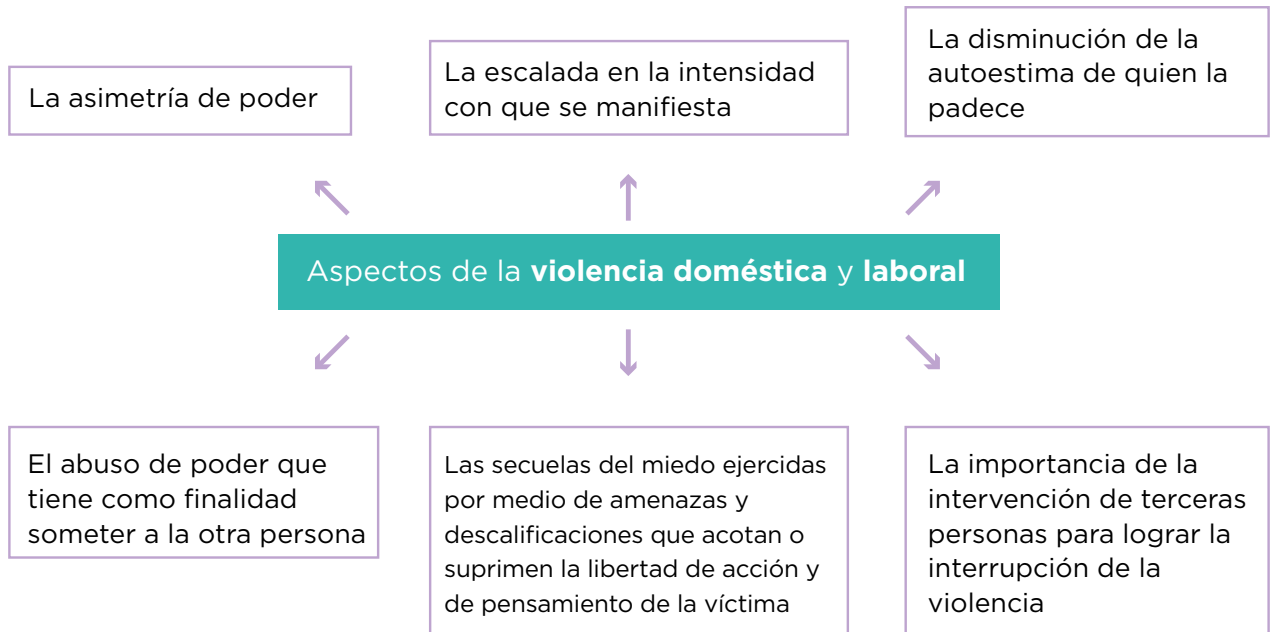 La asimetría de poder
La escalada en la intensidad
con que se manifiesta
La disminución de la
autoestima de quien la
padece
Aspectos de la violencia doméstica y laboral
El abuso de poder que
tiene como finalidad
someter a la otra persona
Las secuelas del miedo ejercidas
por medio de amenazas y
descalificaciones que acotan o
suprimen la libertad de acción y
de pensamiento de la víctima
La importancia de la
intervención de terceras
personas para lograr la
interrupción de la
violencia